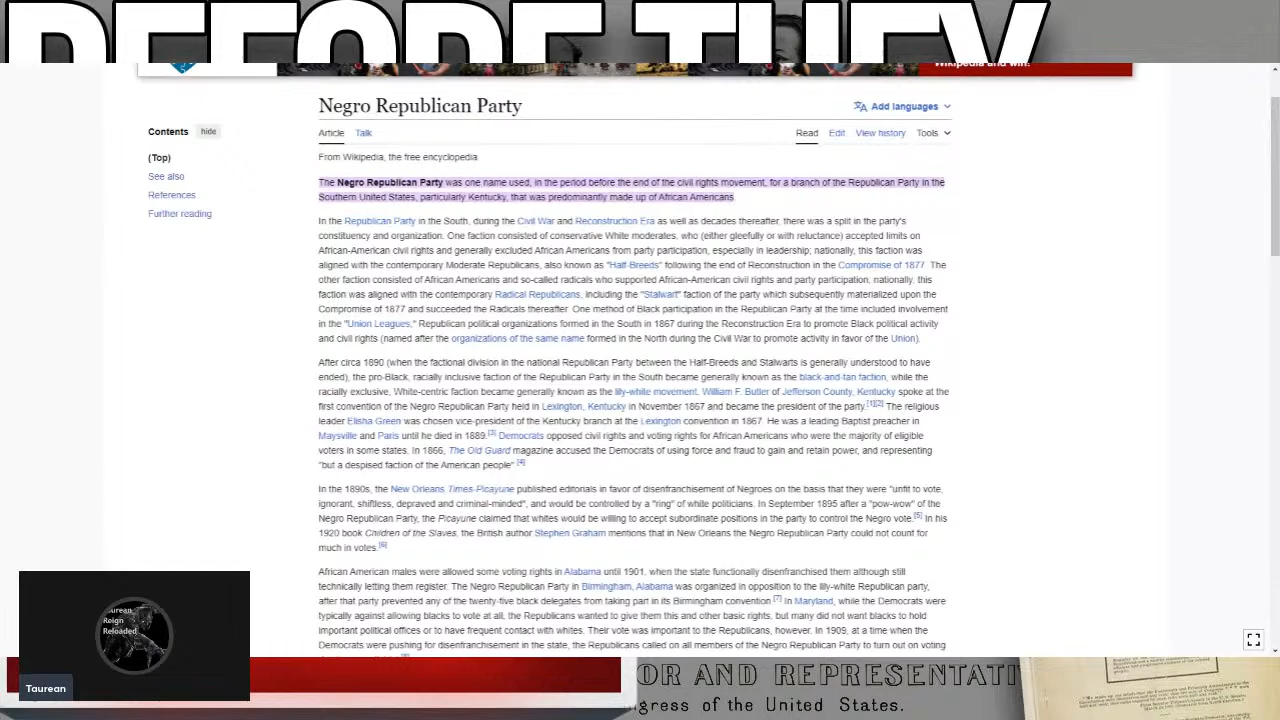 BEFORE THEY
Wikipedia and win!
Negro Republican Party
Add languages
Contents hide
Article Talk
Read Edit View history Tools
(Top)
From Wikipedia, the free encyclopedia
See also
References
Further reading
The Negro Republican Party was one name used, in the period before the end of the civil rights movement, for a branch of the Republican Party in the
Southern United States, particularly Kentucky, that was predominantly made up of African Americans
In the Republican Party in the South, during the Civil War and Reconstruction Era as well as decades thereafter, there was a split in the party's
constituency and organization. One faction consisted of conservative White moderates, who (either gleefully or with reluctance) accepted limits on
African-American civil rights and generally excluded African Americans from party participation, especially in leadership; nationally, this faction was
aligned with the contemporary Moderate Republicans, also known as "Half-Breeds" following the end of Reconstruction in the Compromise of 1877 The
other faction consisted of African Americans and so-called radicals who supported African-American civil rights and party participation, nationally, this
faction was aligned with the contemporary Radical Republicans, including the "Stalwart" faction of the party which subsequently materialized upon the
Compromise of 1877 and succeeded the Radicals thereafter. One method of Black participation in the Republican Party at the time included involvement
in the "Union Leagues," Republican political organizations formed in the South in 1867 during the Reconstruction Era to promote Black political activity
and civil rights (named after the organizations of the same name formed in the North during the Civil War to promote activity in favor of the Union).
After circa 1890 (when the factional division in the national Republican Party between the Half-Breeds and Stalwarts is generally understood to have
ended), the pro-Black, racially inclusive faction of the Republican Party in the South became generally known as the black-and-tan faction, while the
racially exclusive, White-centric faction became generally known as the lily-white movement. William F. Butler of Jefferson County, Kentucky spoke at the
first convention of the Negro Republican Party held in Lexington, Kentucky in November 1867 and became the president of the party.[1][2] The religious
leader Elisha Green was chosen vice-president of the Kentucky branch at the Lexington convention in 1867. He was a leading Baptist preacher in
Maysville and Paris until he died in 1889.[3] Democrats opposed civil rights and voting rights for African Americans who were the majority of eligible
voters in some states. In 1866, The Old Guard magazine accused the Democrats of using force and fraud to gain and retain power, and representing
"but a despised faction of the American people" [4]
In the 1890s, the New Orleans Times-Picayune published editorials in favor of disenfranchisement of Negroes on the basis that they were "unfit to vote,
ignorant, shiftless, depraved and criminal-minded", and would be controlled by a "ring" of white politicians. In September 1895 after a "pow-wow" of the
Negro Republican Party, the Picayune claimed that whites would be willing to accept subordinate positions in the party to control the Negro vote.[5] In his
1920 book Children of the Slaves, the British author Stephen Graham mentions that in New Orleans the Negro Republican Party could not count for
much in votes.[6]
African American males were allowed some voting rights in Alabama until 1901, when the state functionally disenfranchised them although still
technically letting them register. The Negro Republican Party in Birmingham, Alabama was organized in opposition to the lily-white Republican party,
after that party prevented any of the twenty-five black delegates from taking part in its Birmingham convention [7] In Maryland, while the Democrats were
typically against allowing blacks to vote at all, the Republicans wanted to give them this and other basic rights, but many did not want blacks to hold
important political offices or to have frequent contact with whites. Their vote was important to the Republicans, however. In 1909, at a time when the
Democrats were pushing for disenfranchisement in the state, the Republicans called on all members of the Negro Republican Party to turn out on voting
Taurean
Reign
Reloaded
Taurean
OR AND REPRESENTATI
gress of the United States.